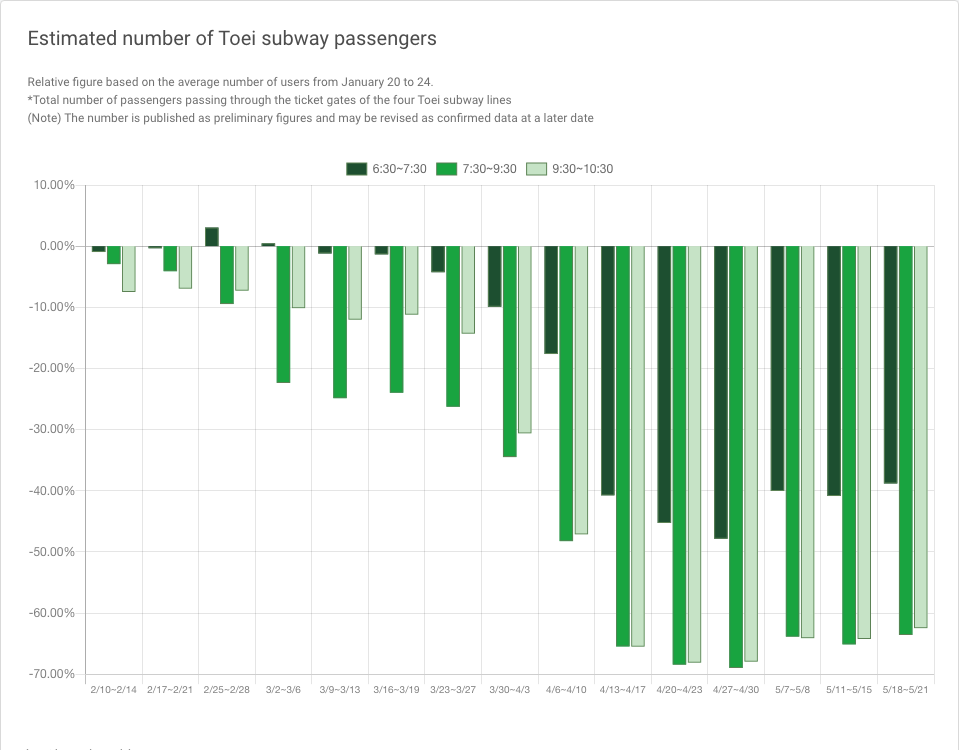 Estimated number of Toei subway passengers
Relative figure based on the average number of users from January 20 to 24.
*Total number of passengers passing through the ticket gates of the four Toei subway lines
(Note) The number is published as preliminary figures and may be revised as confirmed data at a later date
6:30~7:30 7:30~9:30 9:30~10:30
10.00%
0.00%
-10.00%
-20.00%
-30.00%
-40.00%
-50.00%
-60.00%
-70.00%
2/10~2/14 2/17~2/21 2/25~2/28 3/2~3/6 3/9~3/13 3/16~3/19 3/23~3/27 3/30~4/3 4/6~4/10 4/13~4/17 4/20~4/23 4/27~4/30 5/7~5/8 5/11~5/15 5/18~5/21